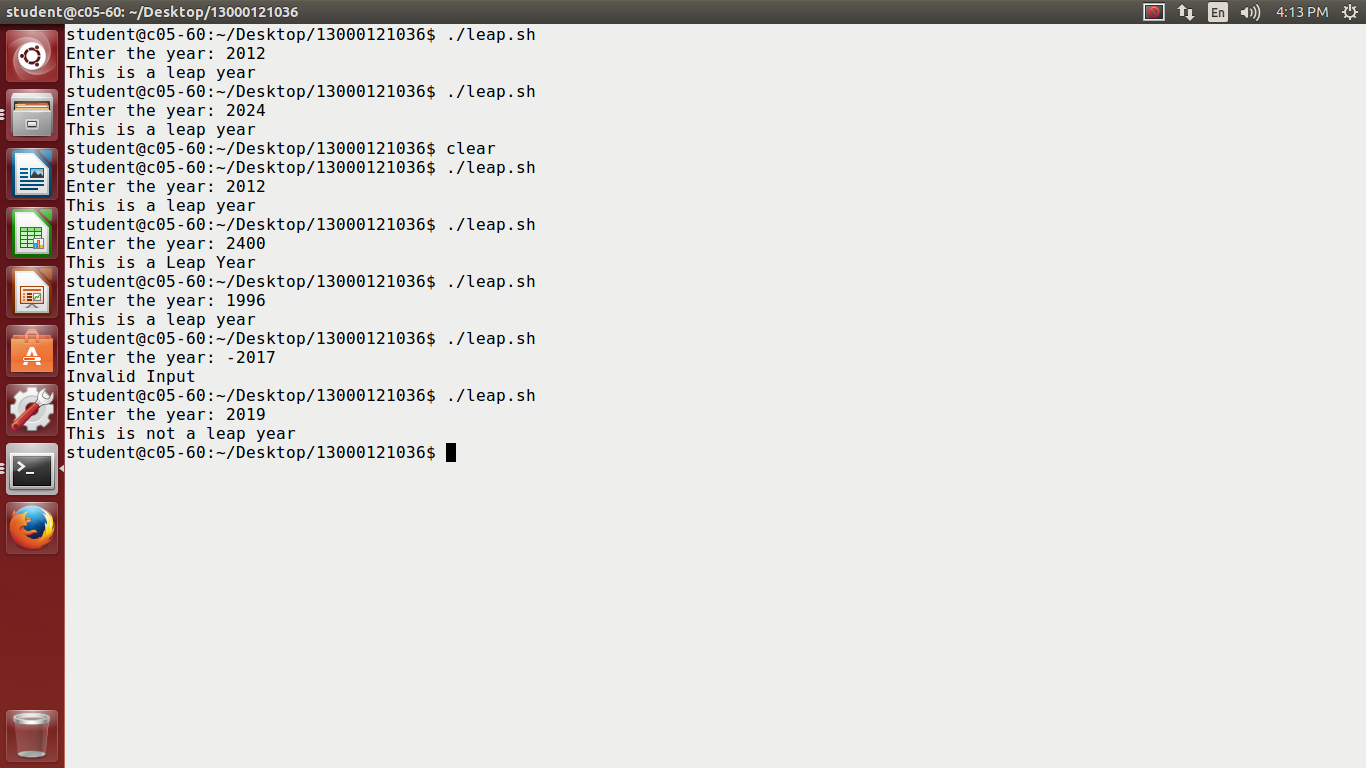 student@c05-60: ~/Desktop/13000121036
En
4:13 PM
student@c05-60:~/Desktop/13000121036$ ./leap.sh
Enter the year: 2012
This is a leap year
student@c05-60:~/Desktop/13000121036$ ./leap.sh
Enter the year: 2024
This is a leap year
student@c05-60:~/Desktop/13000121036$ clear
student@c05-60:~/Desktop/13000121036$ ./leap.sh
Enter the year: 2012
This is a leap year
student@c05-60:~/Desktop/13000121036$ ./leap.sh
Enter the year: 2400
This is a Leap Year
student@c05-60:~/Desktop/13000121036$ ./leap.sh
Enter the year: 1996
This is a leap year
student@c05-60:~/Desktop/13000121036$ ./leap.sh
Enter the year: -2017
Invalid Input
student@c05-60:~/Desktop/13000121036$ ./leap.sh
Enter the year: 2019
This is not a leap year
student@c05-60:~/Desktop/13000121036$